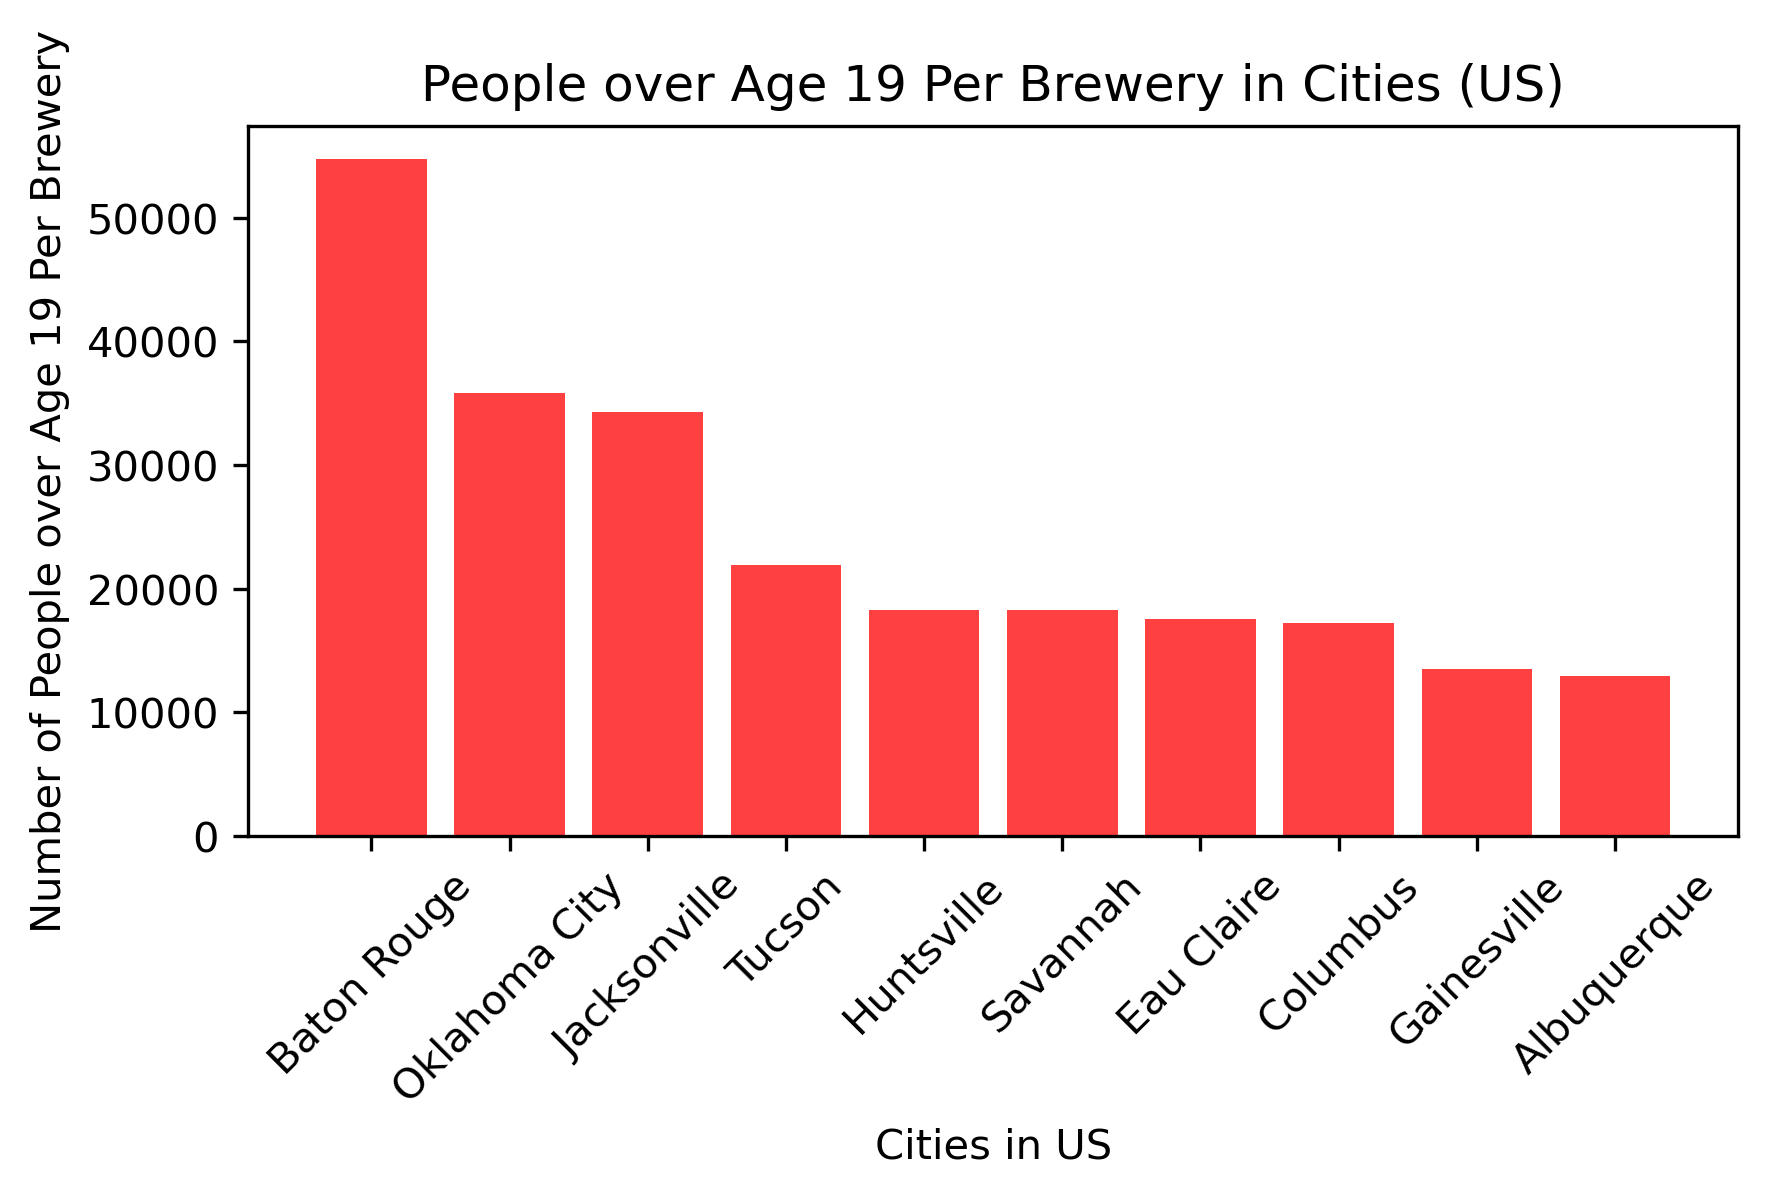 People over Age 19 Per Brewery in Cities (US)
Number of People over Age 19 Per Brewery
50000
40000
30000
20000
10000
0
Baton Rouge
Oklahoma City
Jacksonville
Tucson
Huntsville
Savannah
Eau Claire
Columbus
Gainesville
Albuquerque
Cities in US